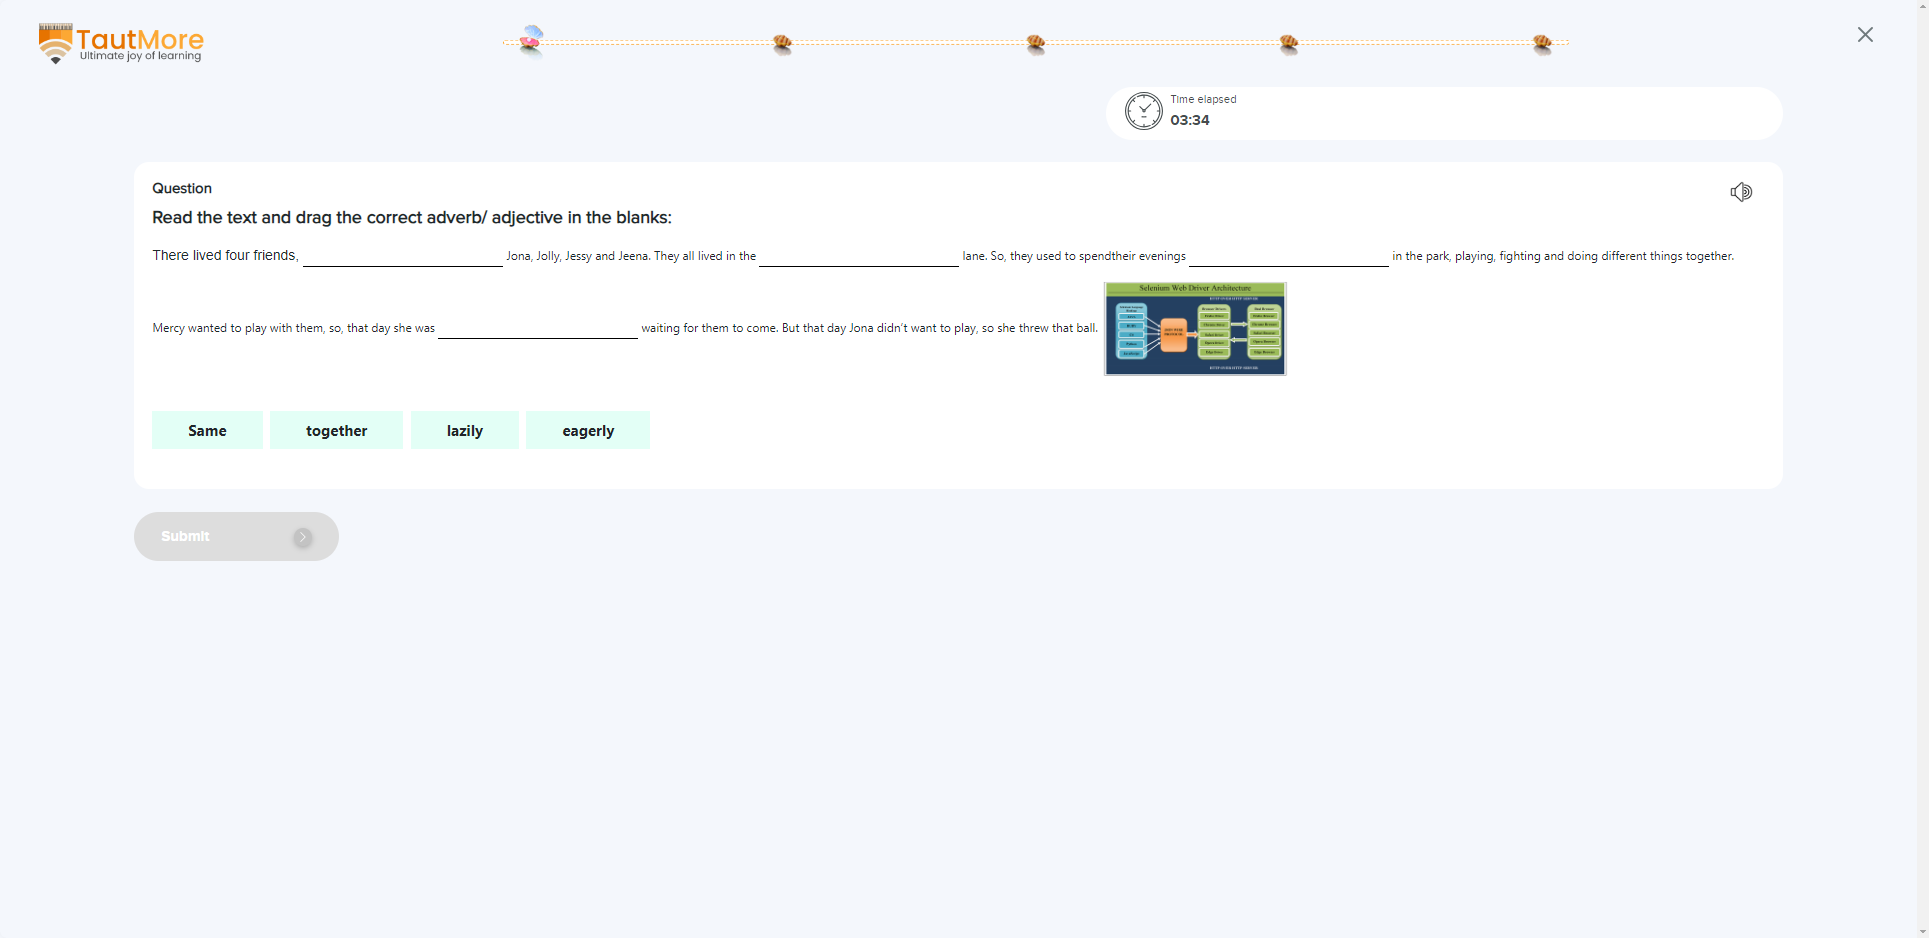 TautMore
Ultimate joy of learning
Time elapsed
03:34
Question
Read the text and drag the correct adverb/ adjective in the blanks:
There lived four friends, Jona, Jolly, Jessy and Jeena. They all lived in the lane. So, they used to spendtheir evenings in the park, playing, fighting and doing different things together.
Selenium Web Driver Architecture
Mercy wanted to play with them, so, that day she was waiting for them to come. But that day Jona didn't want to play, so she threw that ball.
Same together lazily eagerly
Submit